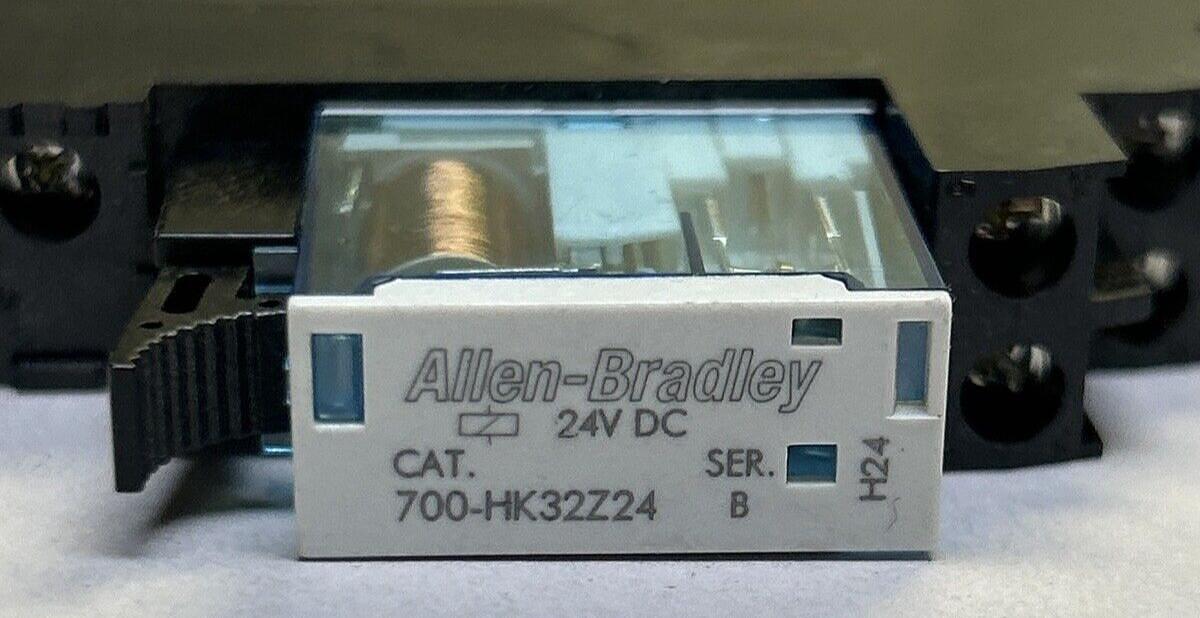 Allen-Bradley
24V DC
CAT. SER.
700-HK32Z24 B
H24